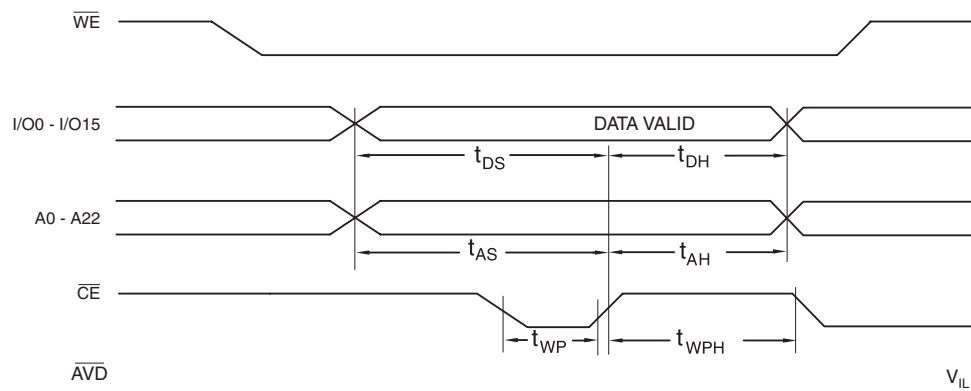 WE
I/O0 - I/O15
DATA VALID
tDS
tDH
A0 - A22
tAS
tAH
CE
tWP
tWPH
AVD
VIL